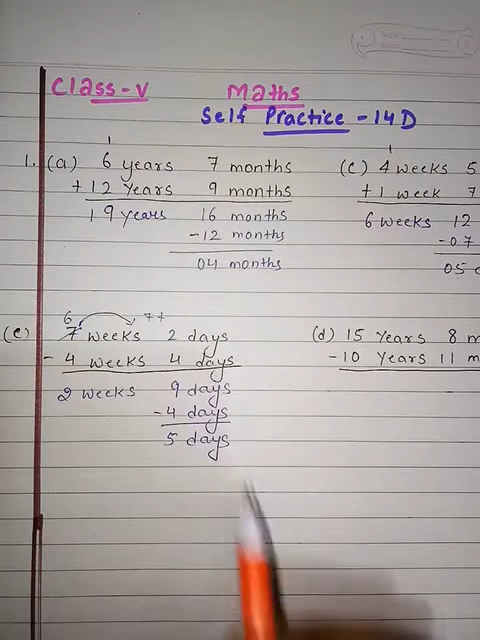 Class-V Maths
Self Practice - 14D
1. (a) 6 years 7 months
+ 12 Years 9 months
19 years 16 months
-12 months
04 months
(c) 4 weeks 5
+ 1 week 7
6 weeks 12
-07
05
(e) 7 weeks 2 days
6 7+
- 4 weeks 4 days
2 weeks 9 days
-4 days
5 days
(d) 15 Years 8 m
-10 Years 11 m